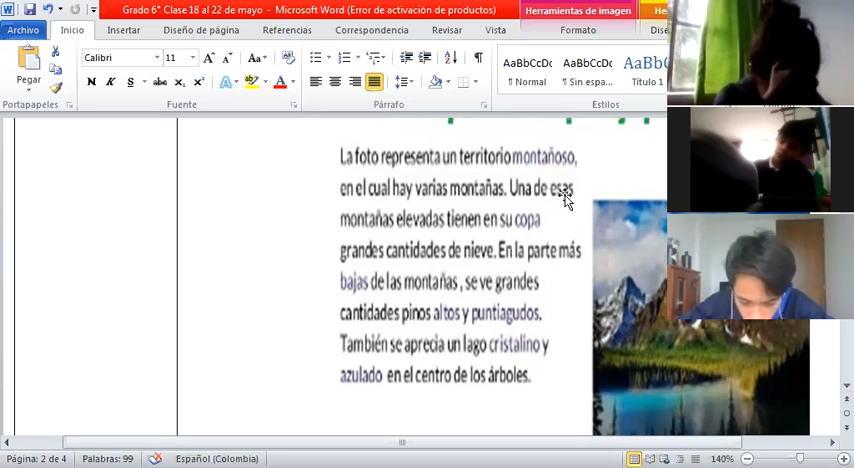 Grado 6° Clase 18 al 22 de mayo - Microsoft Word (Error de activación de productos)
Herramientas de imagen
Archivo Inicio Insertar Diseño de página Referencias Correspondencia Revisar Vista Formato
Calibri 11
Pegar
AaBbCcDc AaBbCcDc AaBbC
¶ Normal ¶ Sin espa... Título 1
Portapapeles Fuente Párrafo Estilos
La foto representa un territorio montañoso,
en el cual hay varias montañas. Una de esas
montañas elevadas tienen en su copa
grandes cantidades de nieve. En la parte más
bajas de las montañas , se ve grandes
cantidades pinos altos y puntiagudos.
También se aprecia un lago cristalino y
azulado en el centro de los árboles.
Página: 2 de 4 Palabras: 99 Español (Colombia) 140%